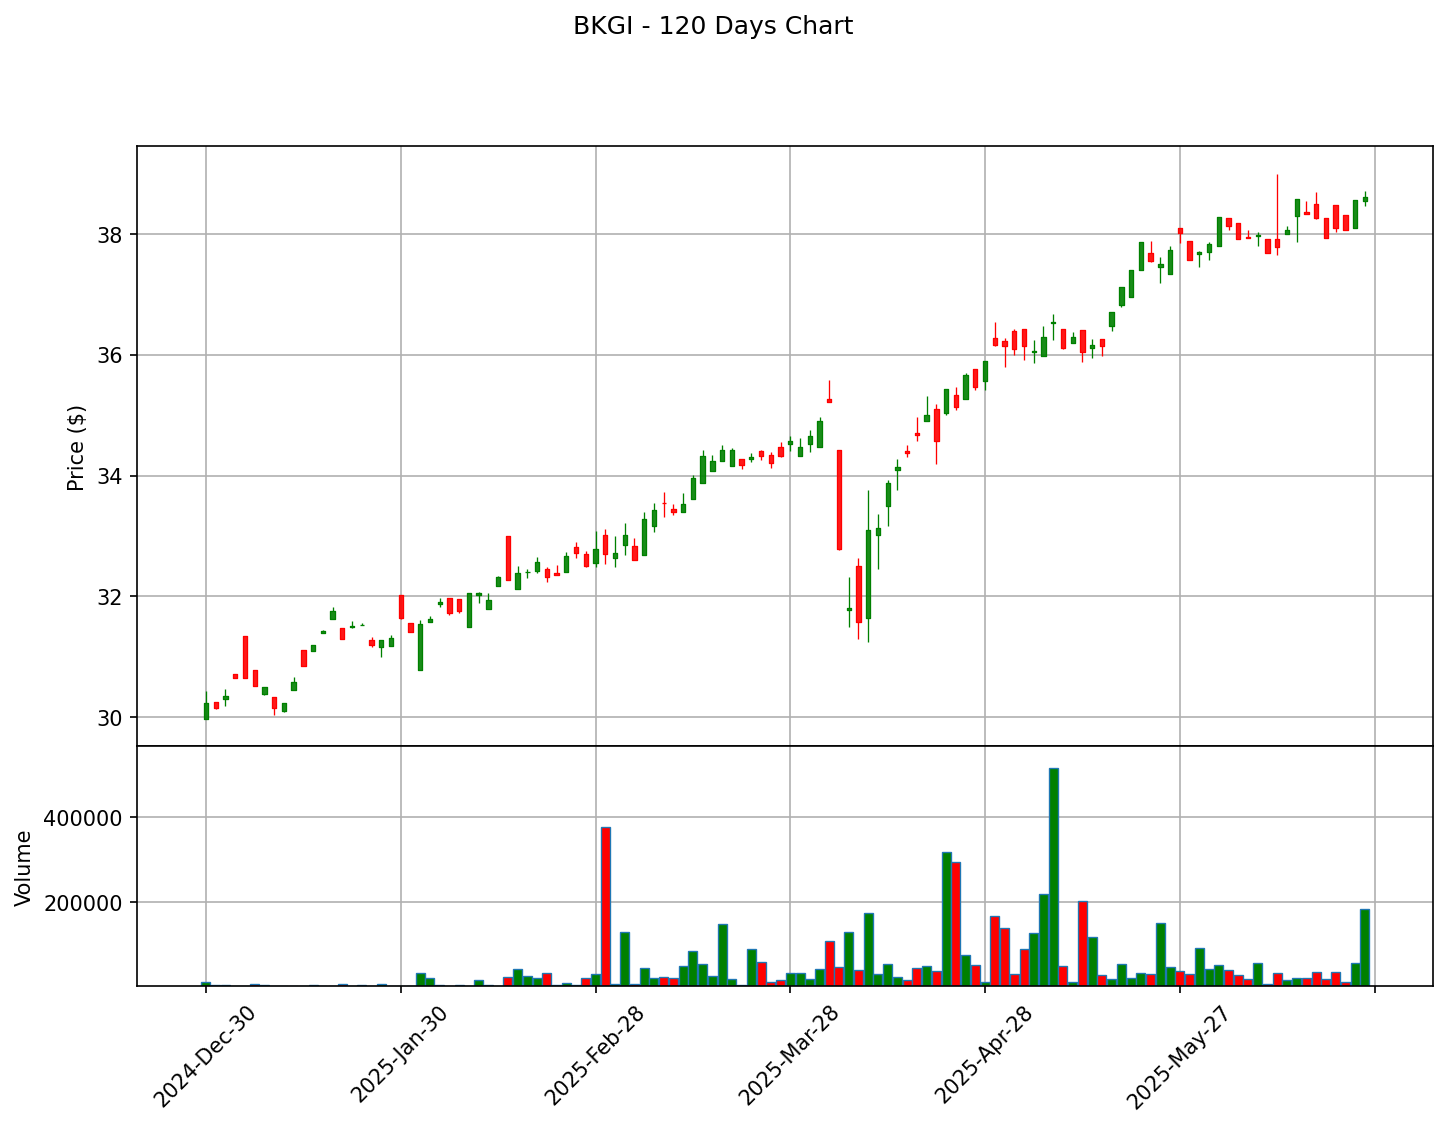 BKGI - 120 Days Chart
Price ($)
38
36
34
32
30
Volume
400000
200000
2024-Dec-30
2025-Jan-30
2025-Feb-28
2025-Mar-28
2025-Apr-28
2025-May-27